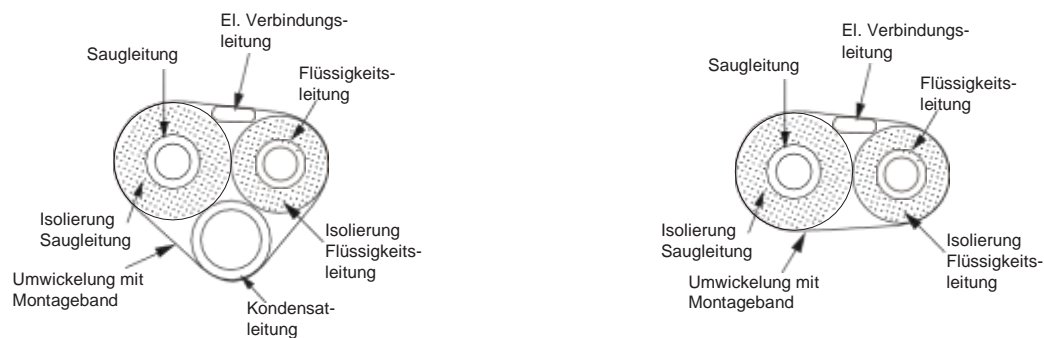 El. Verbindungs-
leitung
Saugleitung
Flüssigkeits-
leitung
Isolierung
Saugleitung
Isolierung
Flüssigkeits-
leitung
Umwickelung mit
Montageband
Kondensat-
leitung
El. Verbindungs-
leitung
Saugleitung
Flüssigkeits-
leitung
Isolierung
Saugleitung
Isolierung
Flüssigkeits-
leitung
Umwickelung mit
Montageband